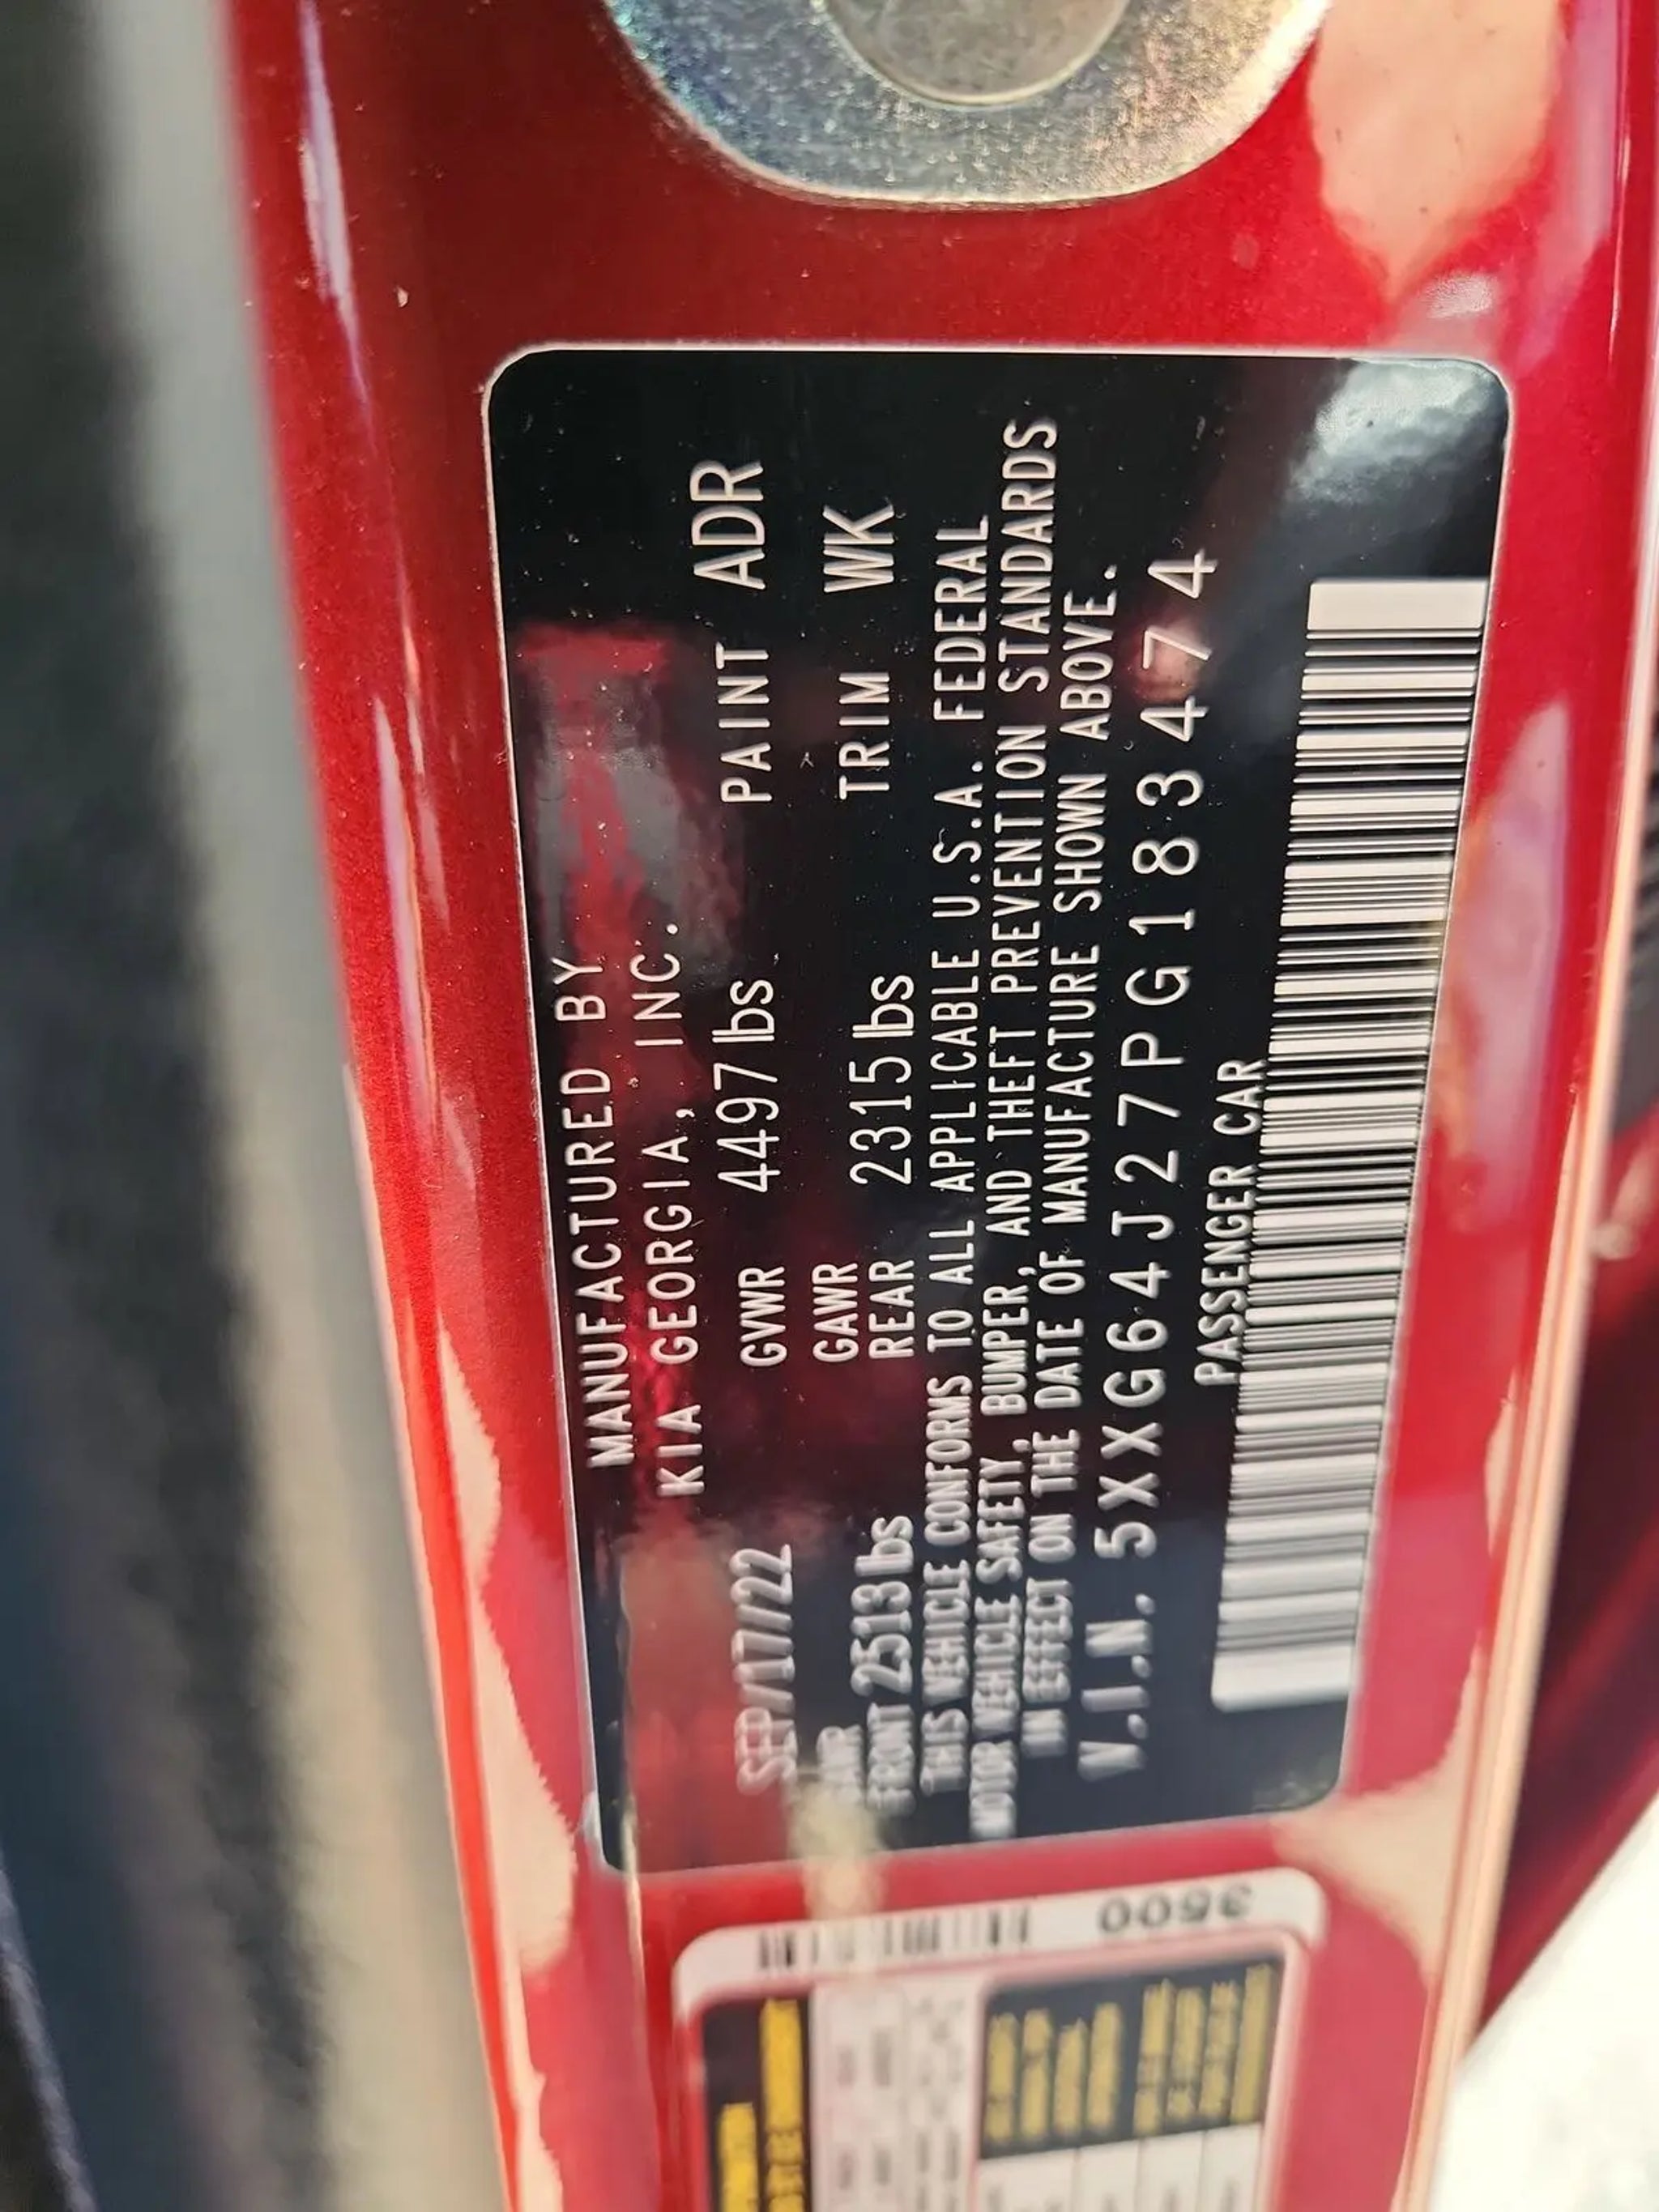 MANUFACTURED BY
KIA GEORGIA, INC.
SEP/17/22 GVWR 4497 lbs PAINT ADR
GAWR GAWR
FRONT 2513 lbs REAR 2315 lbs TRIM WK
THIS VEHICLE CONFORMS TO ALL APPLICABLE U.S.A. FEDERAL
MOTOR VEHICLE SAFETY, BUMPER, AND THEFT PREVENTION STANDARDS
IN EFFECT ON THE DATE OF MANUFACTURE SHOWN ABOVE.
V.I.N. 5XXG64J27PG183474
PASSENGER CAR
3500